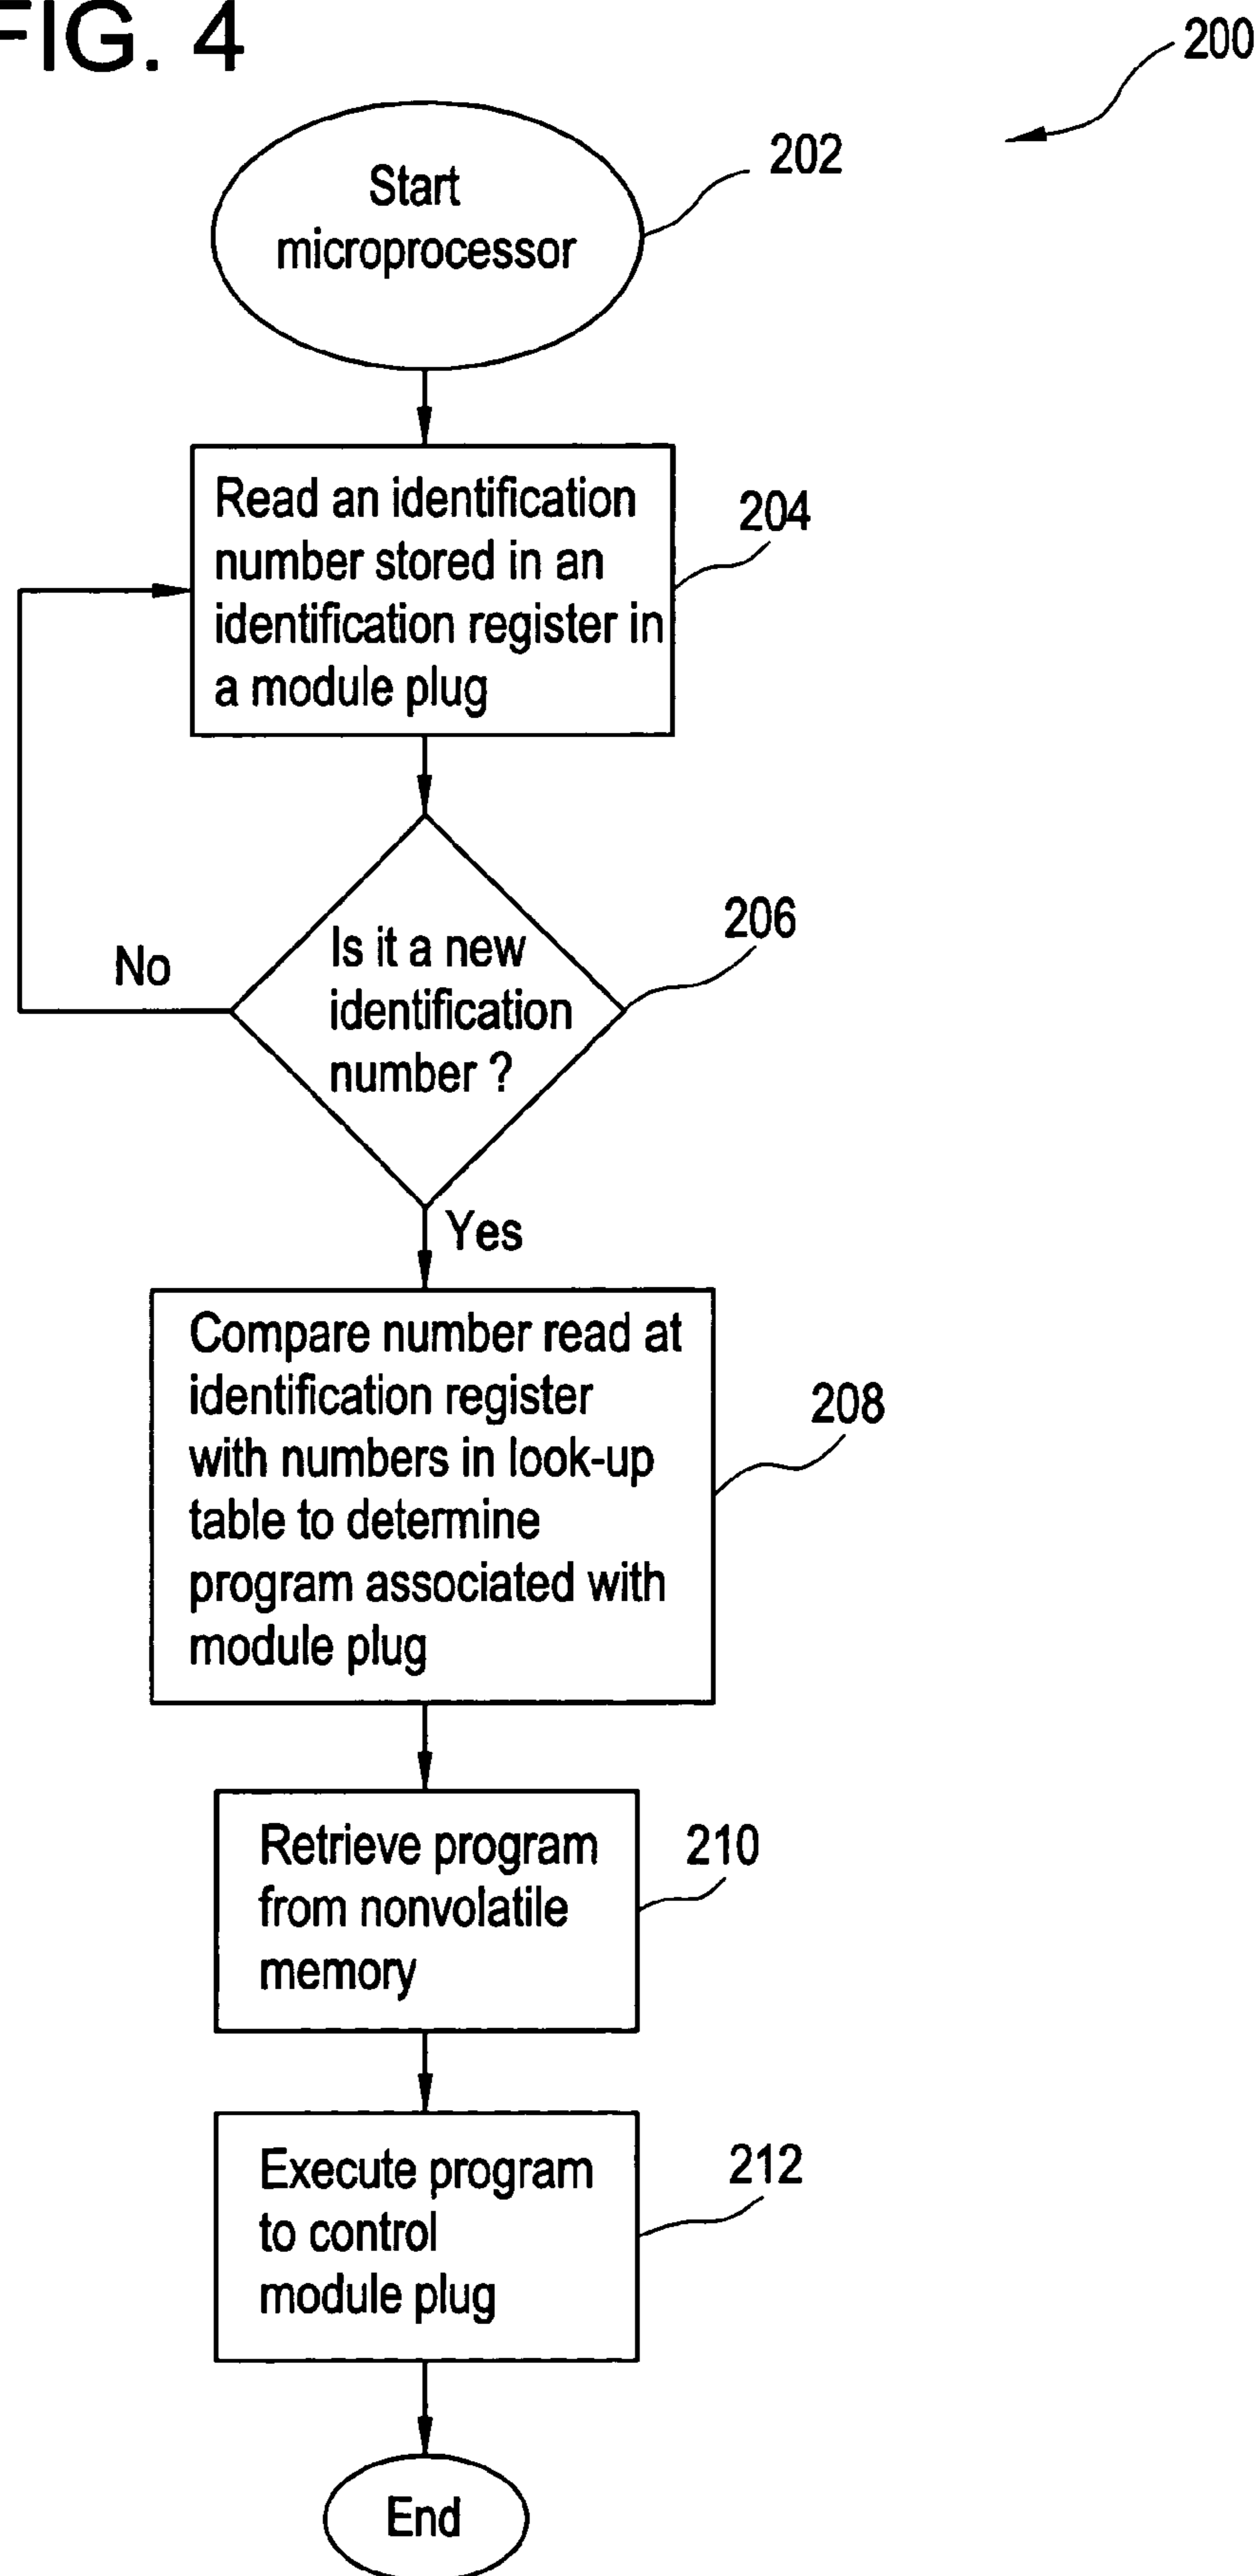 FIG. 4
200
Start
microprocessor
202
Read an identification
number stored in an
identification register in
a module plug
204
Is it a new
identification
number ?
206
No
Yes
Compare number read at
identification register
with numbers in look-up
table to determine
program associated with
module plug
208
Retrieve program
from nonvolatile
memory
210
Execute program
to control
module plug
212
End